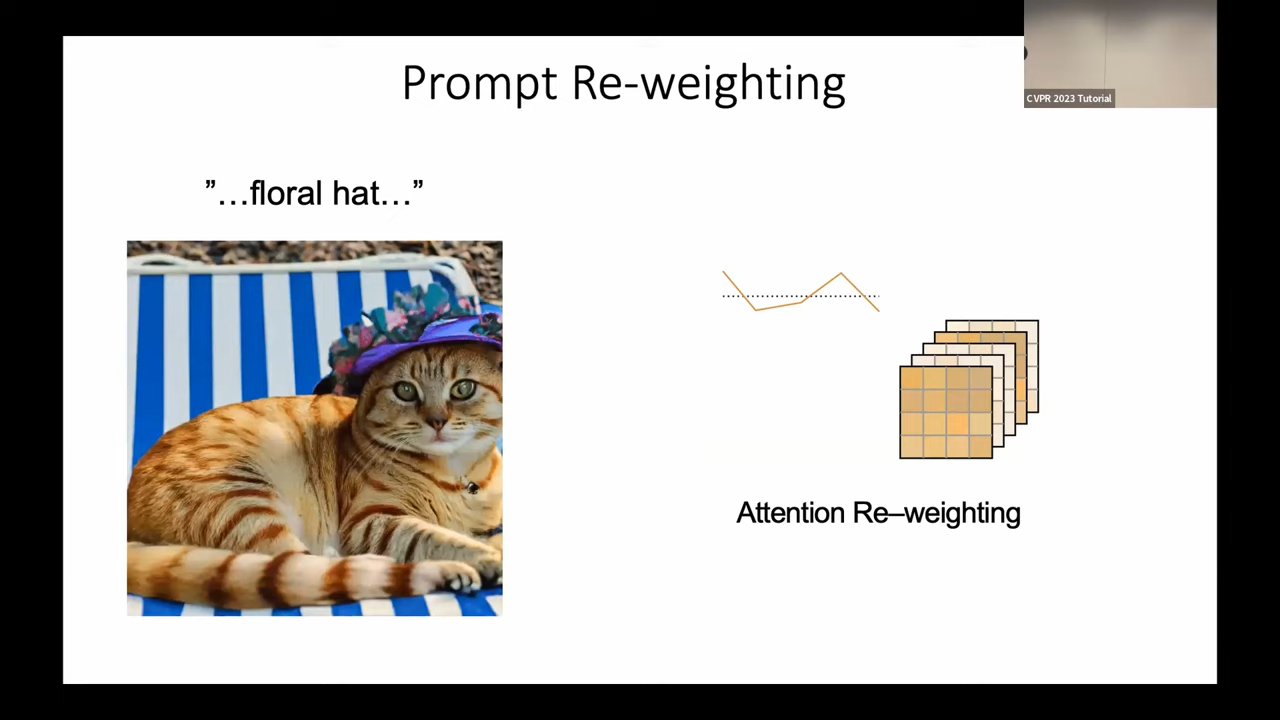 Prompt Re-weighting
CVPR 2023 Tutorial
”…floral hat…”
Attention Re–weighting